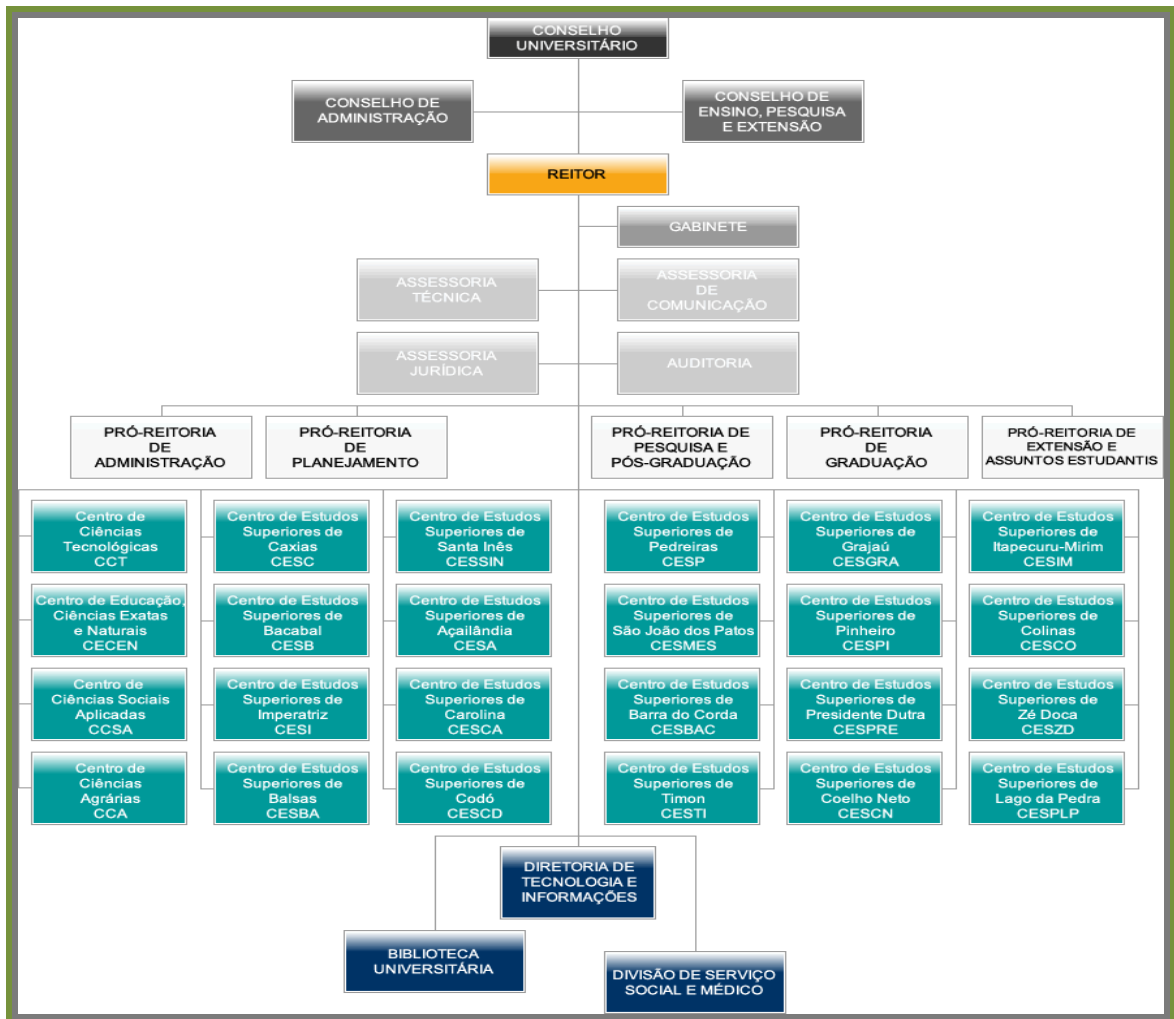 CONSELHO
UNIVERSITÁRIO
CONSELHO DE
ADMINISTRAÇÃO
CONSELHO DE
ENSINO, PESQUISA
E EXTENSÃO
REITOR
GABINETE
ASSESSORIA
TÉCNICA
ASSESSORIA
DE
COMUNICAÇÃO
ASSESSORIA
JURÍDICA
AUDITORIA
PRÓ-REITORIA
DE
ADMINISTRAÇÃO
PRÓ-REITORIA
DE
PLANEJAMENTO
PRÓ-REITORIA DE
PESQUISA E
PÓS-GRADUAÇÃO
PRÓ-REITORIA
DE
GRADUAÇÃO
PRÓ-REITORIA DE
EXTENSÃO E
ASSUNTOS ESTUDANTIS
Centro de
Ciências
Tecnológicas
CCT
Centro de Estudos
Superiores de
Caxias
CESC
Centro de Estudos
Superiores de
Santa Inês
CESSIN
Centro de Estudos
Superiores de
Pedreiras
CESP
Centro de Estudos
Superiores de
Grajaú
CESGRA
Centro de Estudos
Superiores de
Itapecuru-Mirim
CESIM
Centro de Educação,
Ciências Exatas
e Naturais
CECEN
Centro de Estudos
Superiores de
Bacabal
CESB
Centro de Estudos
Superiores de
Açailândia
CESA
Centro de Estudos
Superiores de
São João dos Patos
CESMES
Centro de Estudos
Superiores de
Pinheiro
CESPI
Centro de Estudos
Superiores de
Colinas
CESCO
Centro de
Ciências Sociais
Aplicadas
CCSA
Centro de Estudos
Superiores de
Imperatriz
CESI
Centro de Estudos
Superiores de
Carolina
CESCA
Centro de Estudos
Superiores de
Barra do Corda
CESBAC
Centro de Estudos
Superiores de
Presidente Dutra
CESPRE
Centro de Estudos
Superiores de
Zé Doca
CESZD
Centro de
Ciências
Agrárias
CCA
Centro de Estudos
Superiores de
Balsas
CESBA
Centro de Estudos
Superiores de
Codó
CESCD
Centro de Estudos
Superiores de
Timon
CESTI
Centro de Estudos
Superiores de
Coelho Neto
CESCN
Centro de Estudos
Superiores de
Lago da Pedra
CESPLP
DIRETORIA DE
TECNOLOGIA E
INFORMAÇÕES
BIBLIOTECA
UNIVERSITÁRIA
DIVISÃO DE SERVIÇO
SOCIAL E MÉDICO